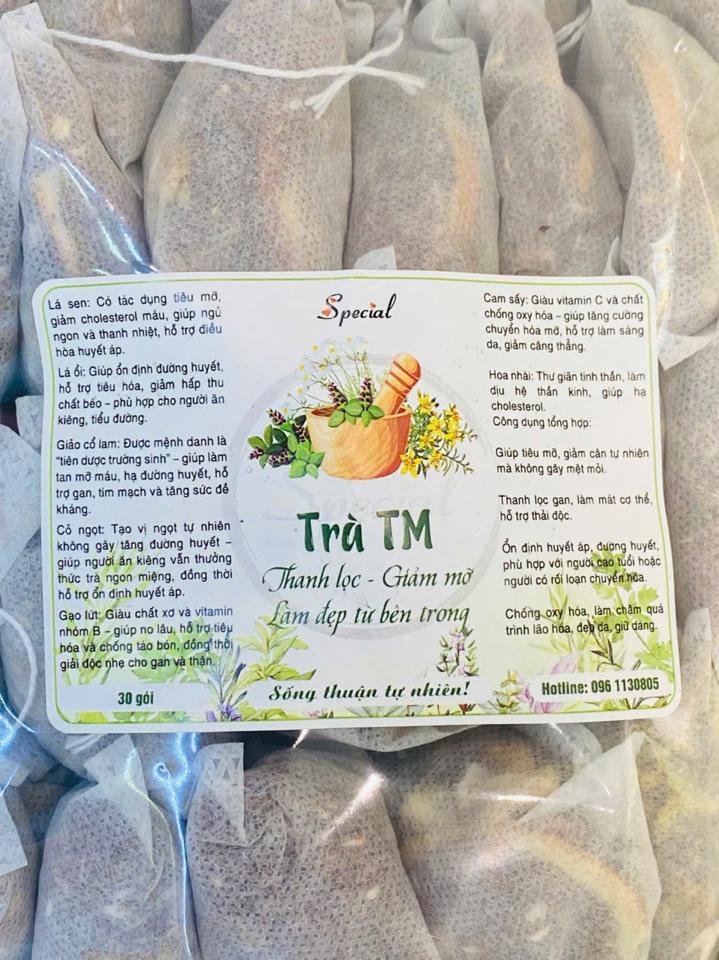 Lá sen: Có tác dụng tiêu mỡ,
giảm cholesterol máu, giúp ngủ
ngon và thanh nhiệt, hỗ trợ điều
hòa huyết áp.
Lá ổi: Giúp ổn định đường huyết,
hỗ trợ tiêu hóa, giảm hấp thu
chất béo – phù hợp cho người ăn
kiêng, tiểu đường.
Giảo cổ lam: Được mệnh danh là
“tiên dược trường sinh” – giúp làm
tan mỡ máu, hạ đường huyết, hỗ
trợ gan, tim mạch và tăng sức đề
kháng.
Cỏ ngọt: Tạo vị ngọt tự nhiên
không gây tăng đường huyết –
giúp người ăn kiêng vẫn thưởng
thức trà ngon miệng, đồng thời
hỗ trợ ổn định huyết áp.
Gạo lứt: Giàu chất xơ và vitamin
nhóm B – giúp no lâu, hỗ trợ tiêu
hóa và chống táo bón, đồng thời
giải độc nhẹ cho gan và thận.
30 gói
Special
Special
Trà TM
Thanh lọc - Giảm mỡ
Làm đẹp từ bên trong
Sống thuận tự nhiên!
Cam sấy: Giàu vitamin C và chất
chống oxy hóa – giúp tăng cường
chuyển hóa mỡ, hỗ trợ làm sáng
da, giảm căng thẳng.
Hoa nhài: Thư giãn tinh thần, làm
dịu hệ thần kinh, giúp hạ
cholesterol.
Công dụng tổng hợp:
Giúp tiêu mỡ, giảm cân tự nhiên
mà không gây mệt mỏi.
Thanh lọc gan, làm mát cơ thể,
hỗ trợ thải độc.
Ổn định huyết áp, đường huyết,
phù hợp với người cao tuổi hoặc
người có rối loạn chuyển hóa.
Chống oxy hóa, làm chậm quá
trình lão hóa, đẹp da, giữ dáng.
Hotline: 096 1130805